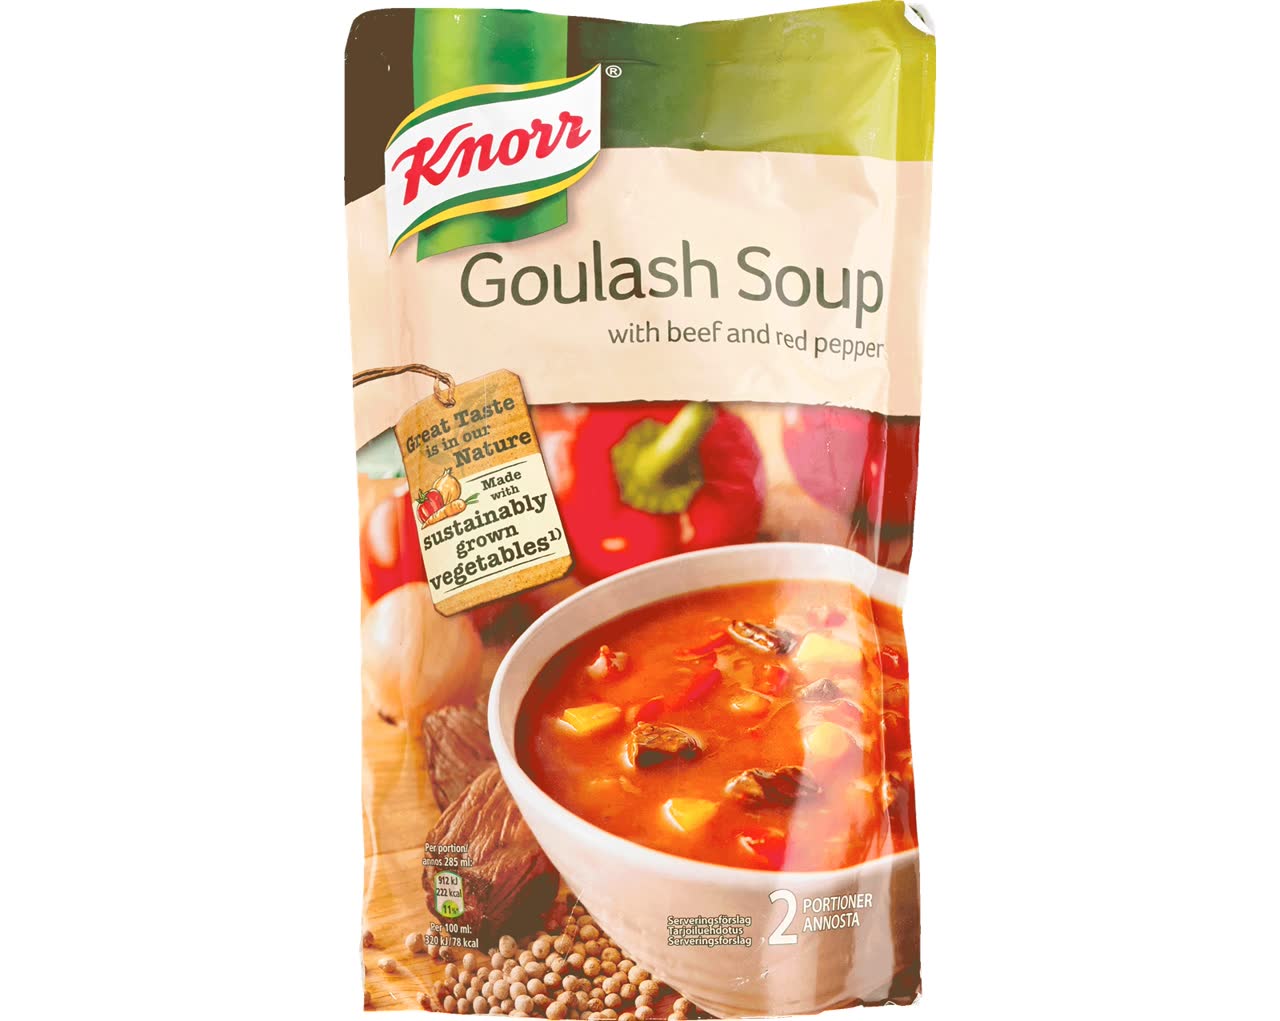 Knorr®
Goulash Soup
with beef and red pepper
Great Taste
is in our
Nature
Made
with
sustainably
grown
vegetables¹⁾
Per portion/
annos 285 ml:
912 kJ
222 kcal
11%*
Per 100 ml:
320 kJ/78 kcal
Serveringsförslag
Tarjoiluehdotus
Serveringsforslag
2 PORTIONER
ANNOSTA